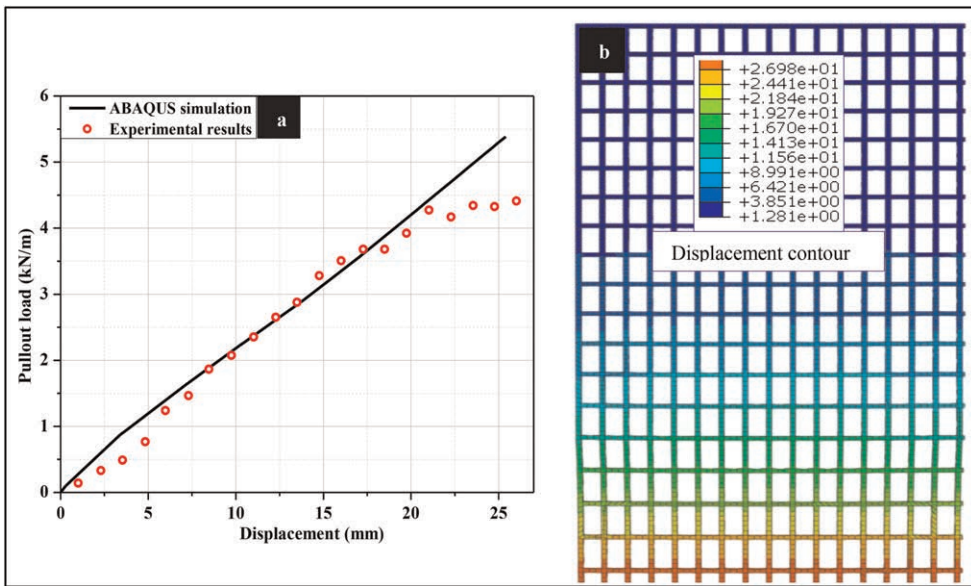 a
ABAQUS simulation
Experimental results
6
5
4
3
2
1
0
Pullout load (kN/m)
0 5 10 15 20 25
Displacement (mm)
b
+2.698e+01
+2.441e+01
+2.184e+01
+1.927e+01
+1.670e+01
+1.413e+01
+1.156e+01
+8.991e+00
+6.421e+00
+3.851e+00
+1.281e+00
Displacement contour